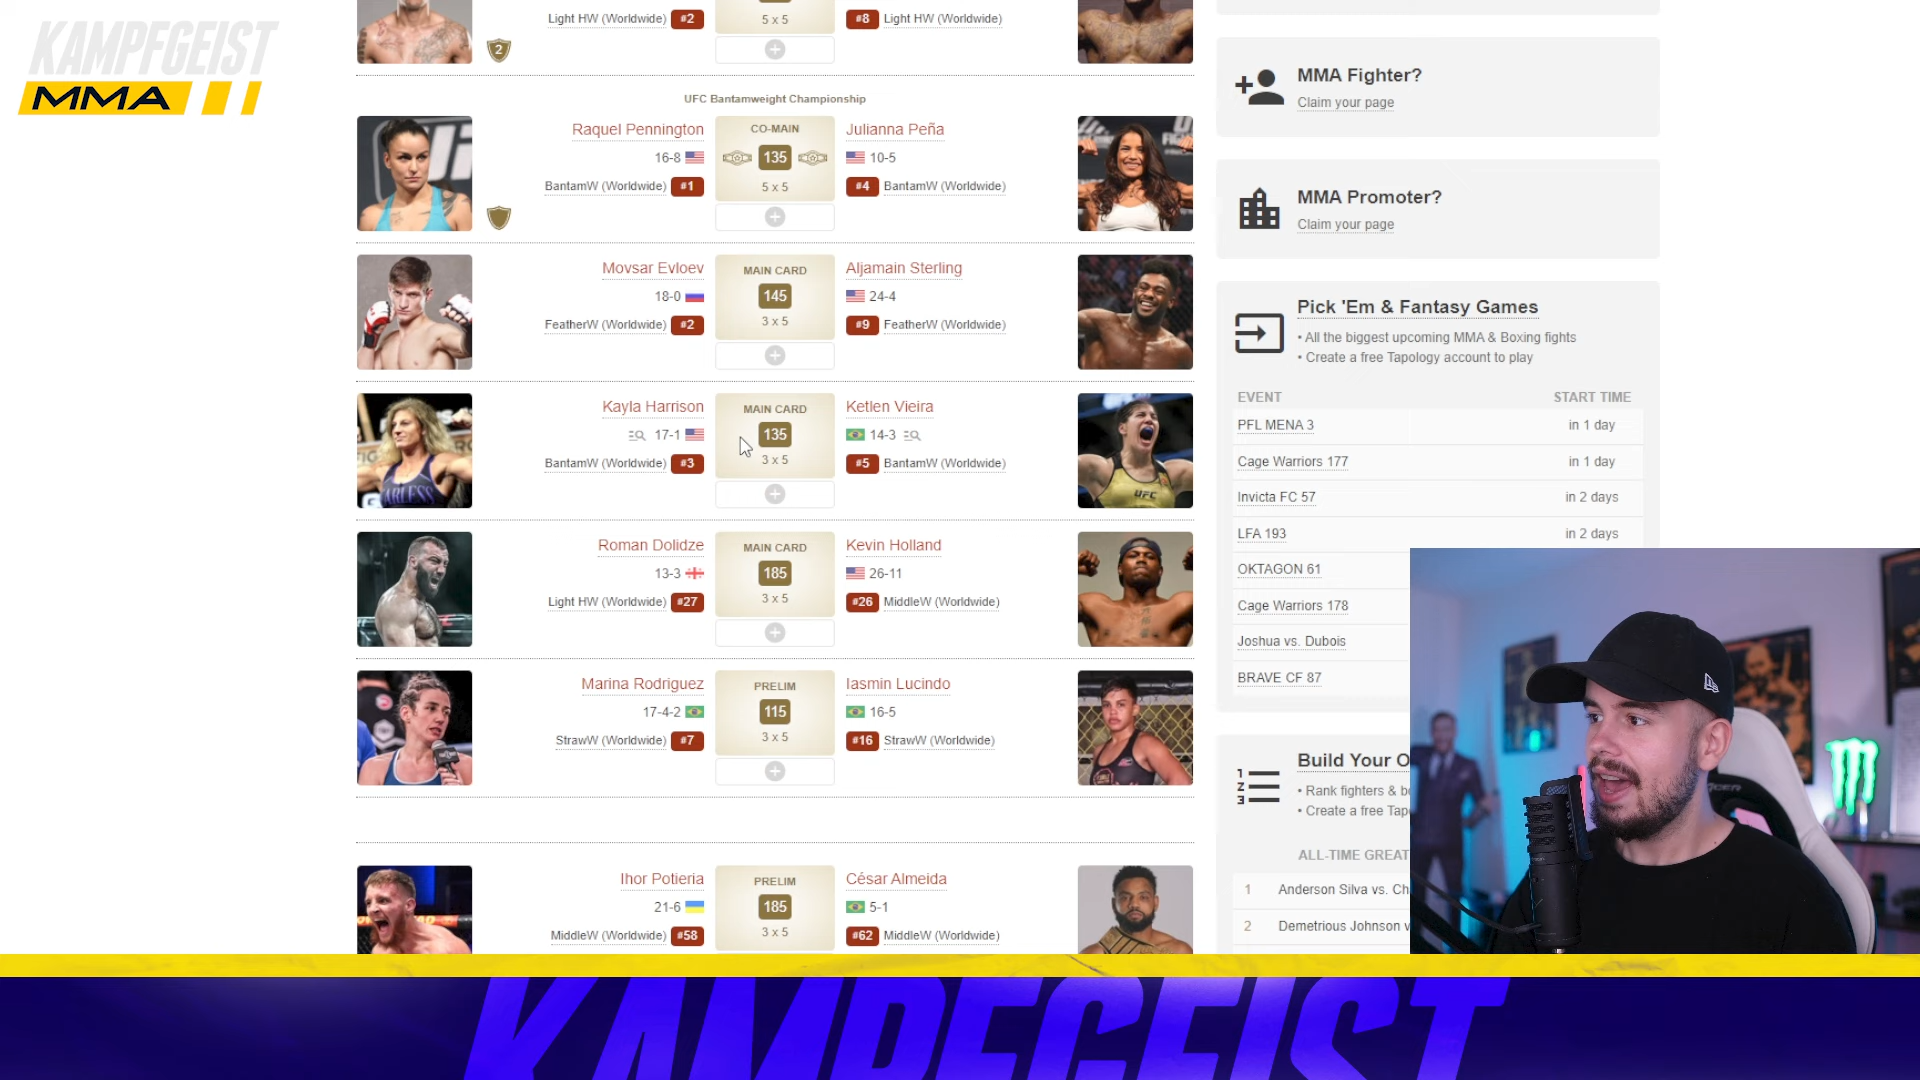 KAMPFGEIST
MMA
Light HW (Worldwide) #2
5 x 5
#8 Light HW (Worldwide)
2
UFC Bantamweight Championship
Raquel Pennington
16-8
BantamW (Worldwide) #1
CO-MAIN
135
5 x 5
Julianna Peña
10-5
#4 BantamW (Worldwide)
Movsar Evloev
18-0
FeatherW (Worldwide) #2
MAIN CARD
145
3 x 5
Aljamain Sterling
24-4
#9 FeatherW (Worldwide)
Kayla Harrison
17-1
BantamW (Worldwide) #3
MAIN CARD
135
3 x 5
Ketlen Vieira
14-3
#5 BantamW (Worldwide)
UFC
Roman Dolidze
13-3
Light HW (Worldwide) #27
MAIN CARD
185
3 x 5
Kevin Holland
26-11
#26 MiddleW (Worldwide)
Marina Rodriguez
17-4-2
StrawW (Worldwide) #7
PRELIM
115
3 x 5
Iasmin Lucindo
16-5
#16 StrawW (Worldwide)
Ihor Potieria
21-6
MiddleW (Worldwide) #58
PRELIM
185
3 x 5
César Almeida
5-1
#62 MiddleW (Worldwide)
MMA Fighter?
Claim your page
MMA Promoter?
Claim your page
Pick 'Em & Fantasy Games
• All the biggest upcoming MMA & Boxing fights
• Create a free Tapology account to play
EVENT START TIME
PFL MENA 3 in 1 day
Cage Warriors 177 in 1 day
Invicta FC 57 in 2 days
LFA 193 in 2 days
OKTAGON 61
Cage Warriors 178
Joshua vs. Dubois
BRAVE CF 87
1
2
3
Build Your O
• Rank fighters & b
• Create a free Tap
ALL-TIME GREAT
1 Anderson Silva vs. Ch
2 Demetrious Johnson v
KAMPFGEIST